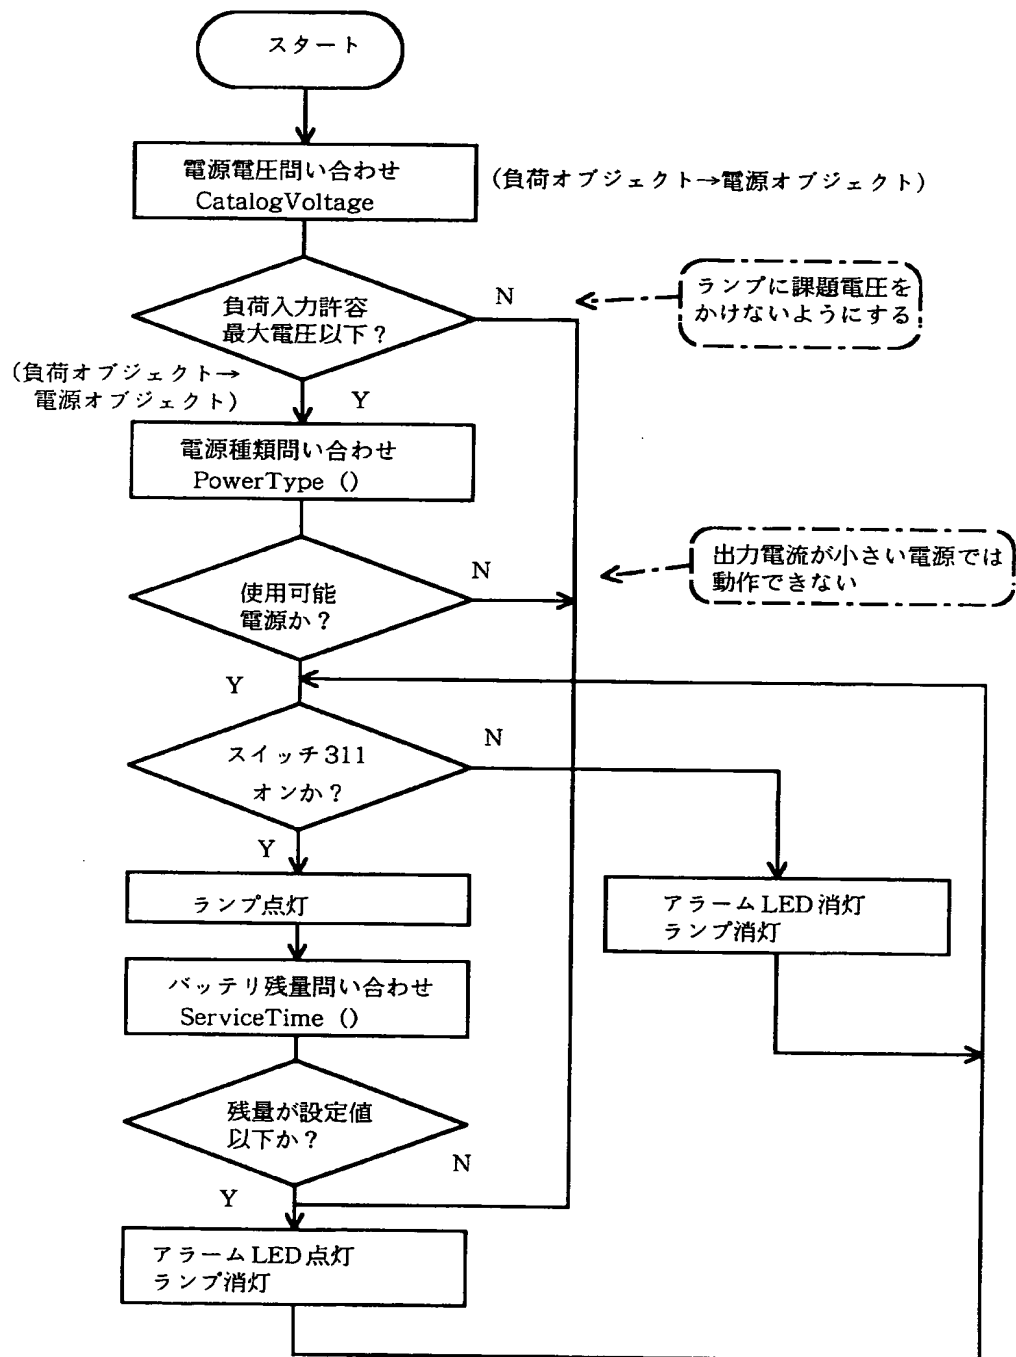 スタート
電源電圧問い合わせ
CatalogVoltage
(負荷オブジェクト→電源オブジェクト)
負荷入力許容
最大電圧以下？
N
ランプに課題電圧を
かけないようにする
(負荷オブジェクト→
電源オブジェクト)
Y
電源種類問い合わせ
PowerType ()
使用可能
電源か？
N
出力電流が小さい電源では
動作できない
Y
スイッチ311
オンか？
N
Y
ランプ点灯
アラームLED消灯
ランプ消灯
バッテリ残量問い合わせ
ServiceTime ()
残量が設定値
以下か？
N
Y
アラームLED点灯
ランプ消灯